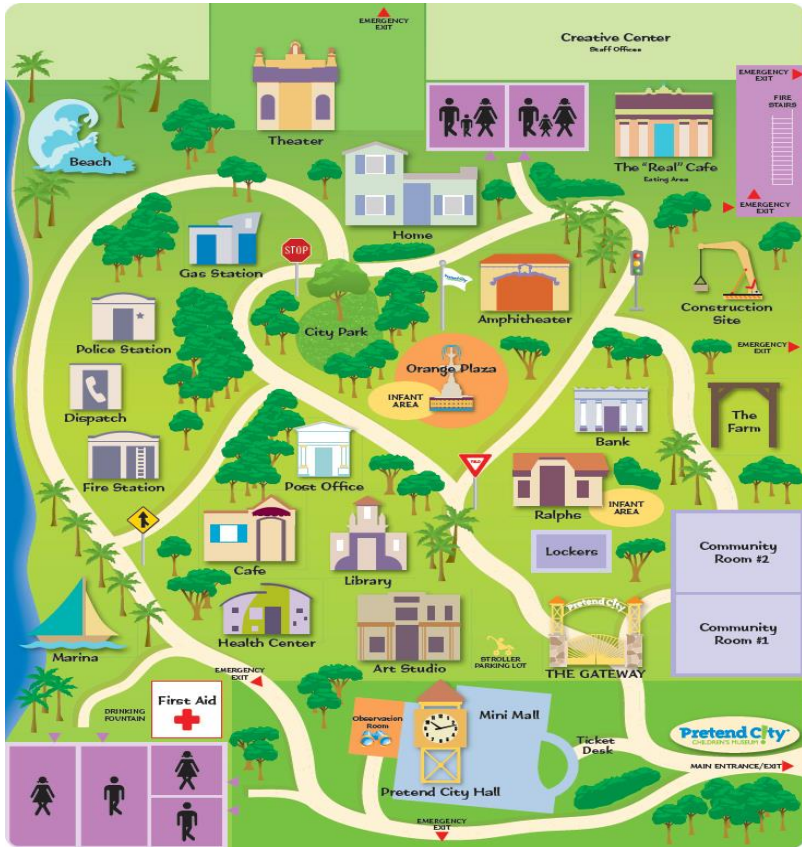 EMERGENCY
EXIT
Creative Center
Staff Offices
EMERGENCY
EXIT
FIRE
STAIRS
Theater
Beach
The "Real" Cafe
Eating Area
EMERGENCY
EXIT
Home
STOP
Gas Station
Pretend City
Construction
Site
City Park
Amphitheater
Police Station
EMERGENCY
EXIT
Orange Plaza
INFANT
AREA
Dispatch
The
Farm
Bank
Fire Station
Post Office
YIELD
Ralphs
INFANT
AREA
Cafe
Library
Lockers
Community
Room #2
Pretend City
Health Center
Marina
Art Studio
STROLLER
PARKING LOT
THE GATEWAY
Community
Room #1
EMERGENCY
EXIT
First Aid
DRINKING
FOUNTAIN
Observation
Room
Mini Mall
Ticket
Desk
Pretend City
CHILDREN'S MUSEUM
MAIN ENTRANCE/EXIT
Pretend City Hall
EMERGENCY
EXIT